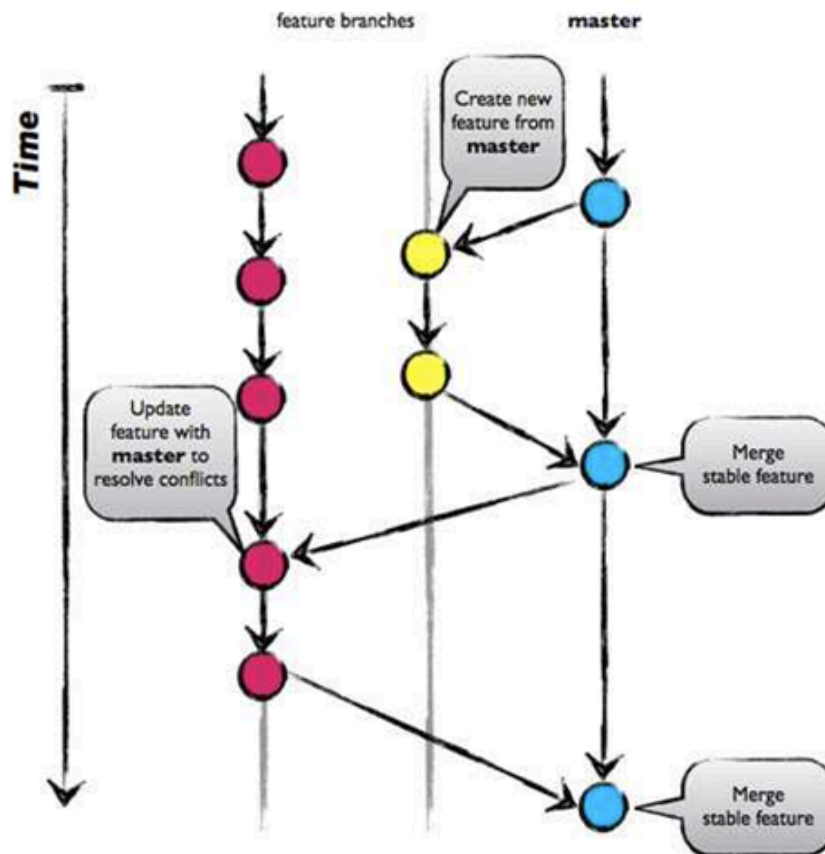 feature branches
master
Time
Create new
feature from
master
Update
feature with
master to
resolve conflicts
Merge
stable feature
Merge
stable feature